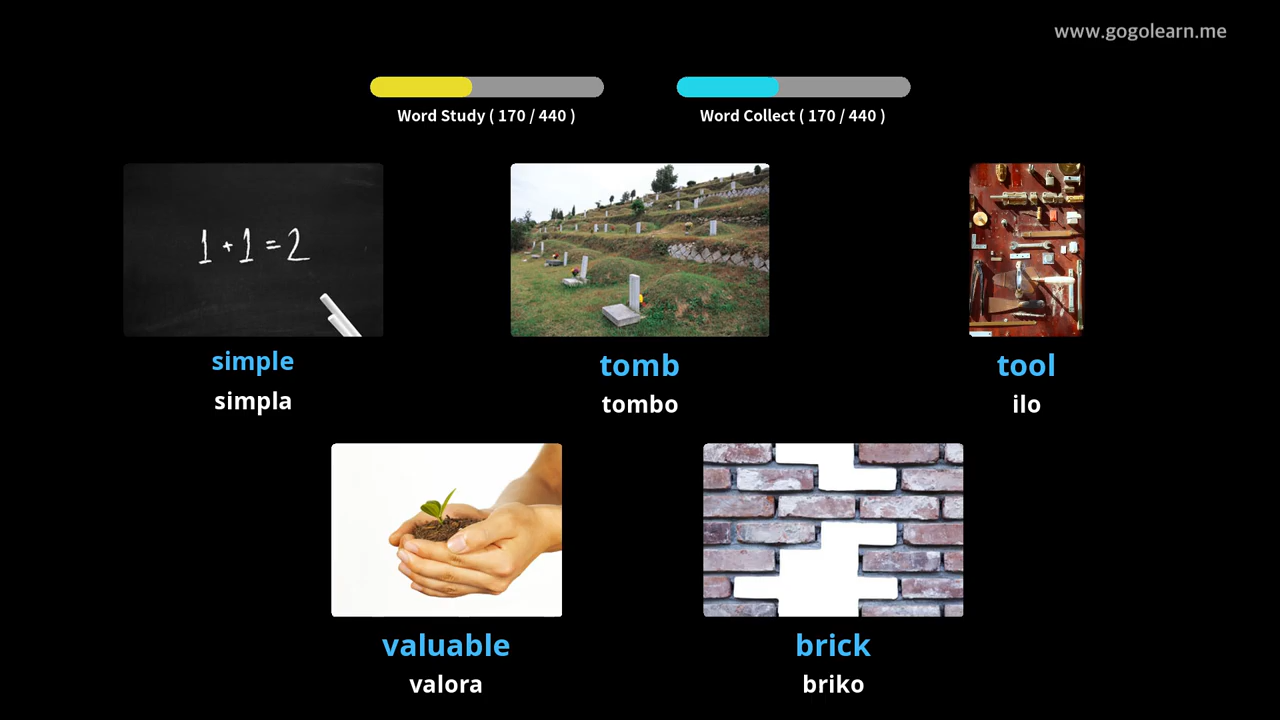 www.gogolearn.me
Word Study ( 170 / 440 )
Word Collect ( 170 / 440 )
1 + 1 = 2
simple
simpla
tomb
tombo
tool
ilo
valuable
valora
brick
briko